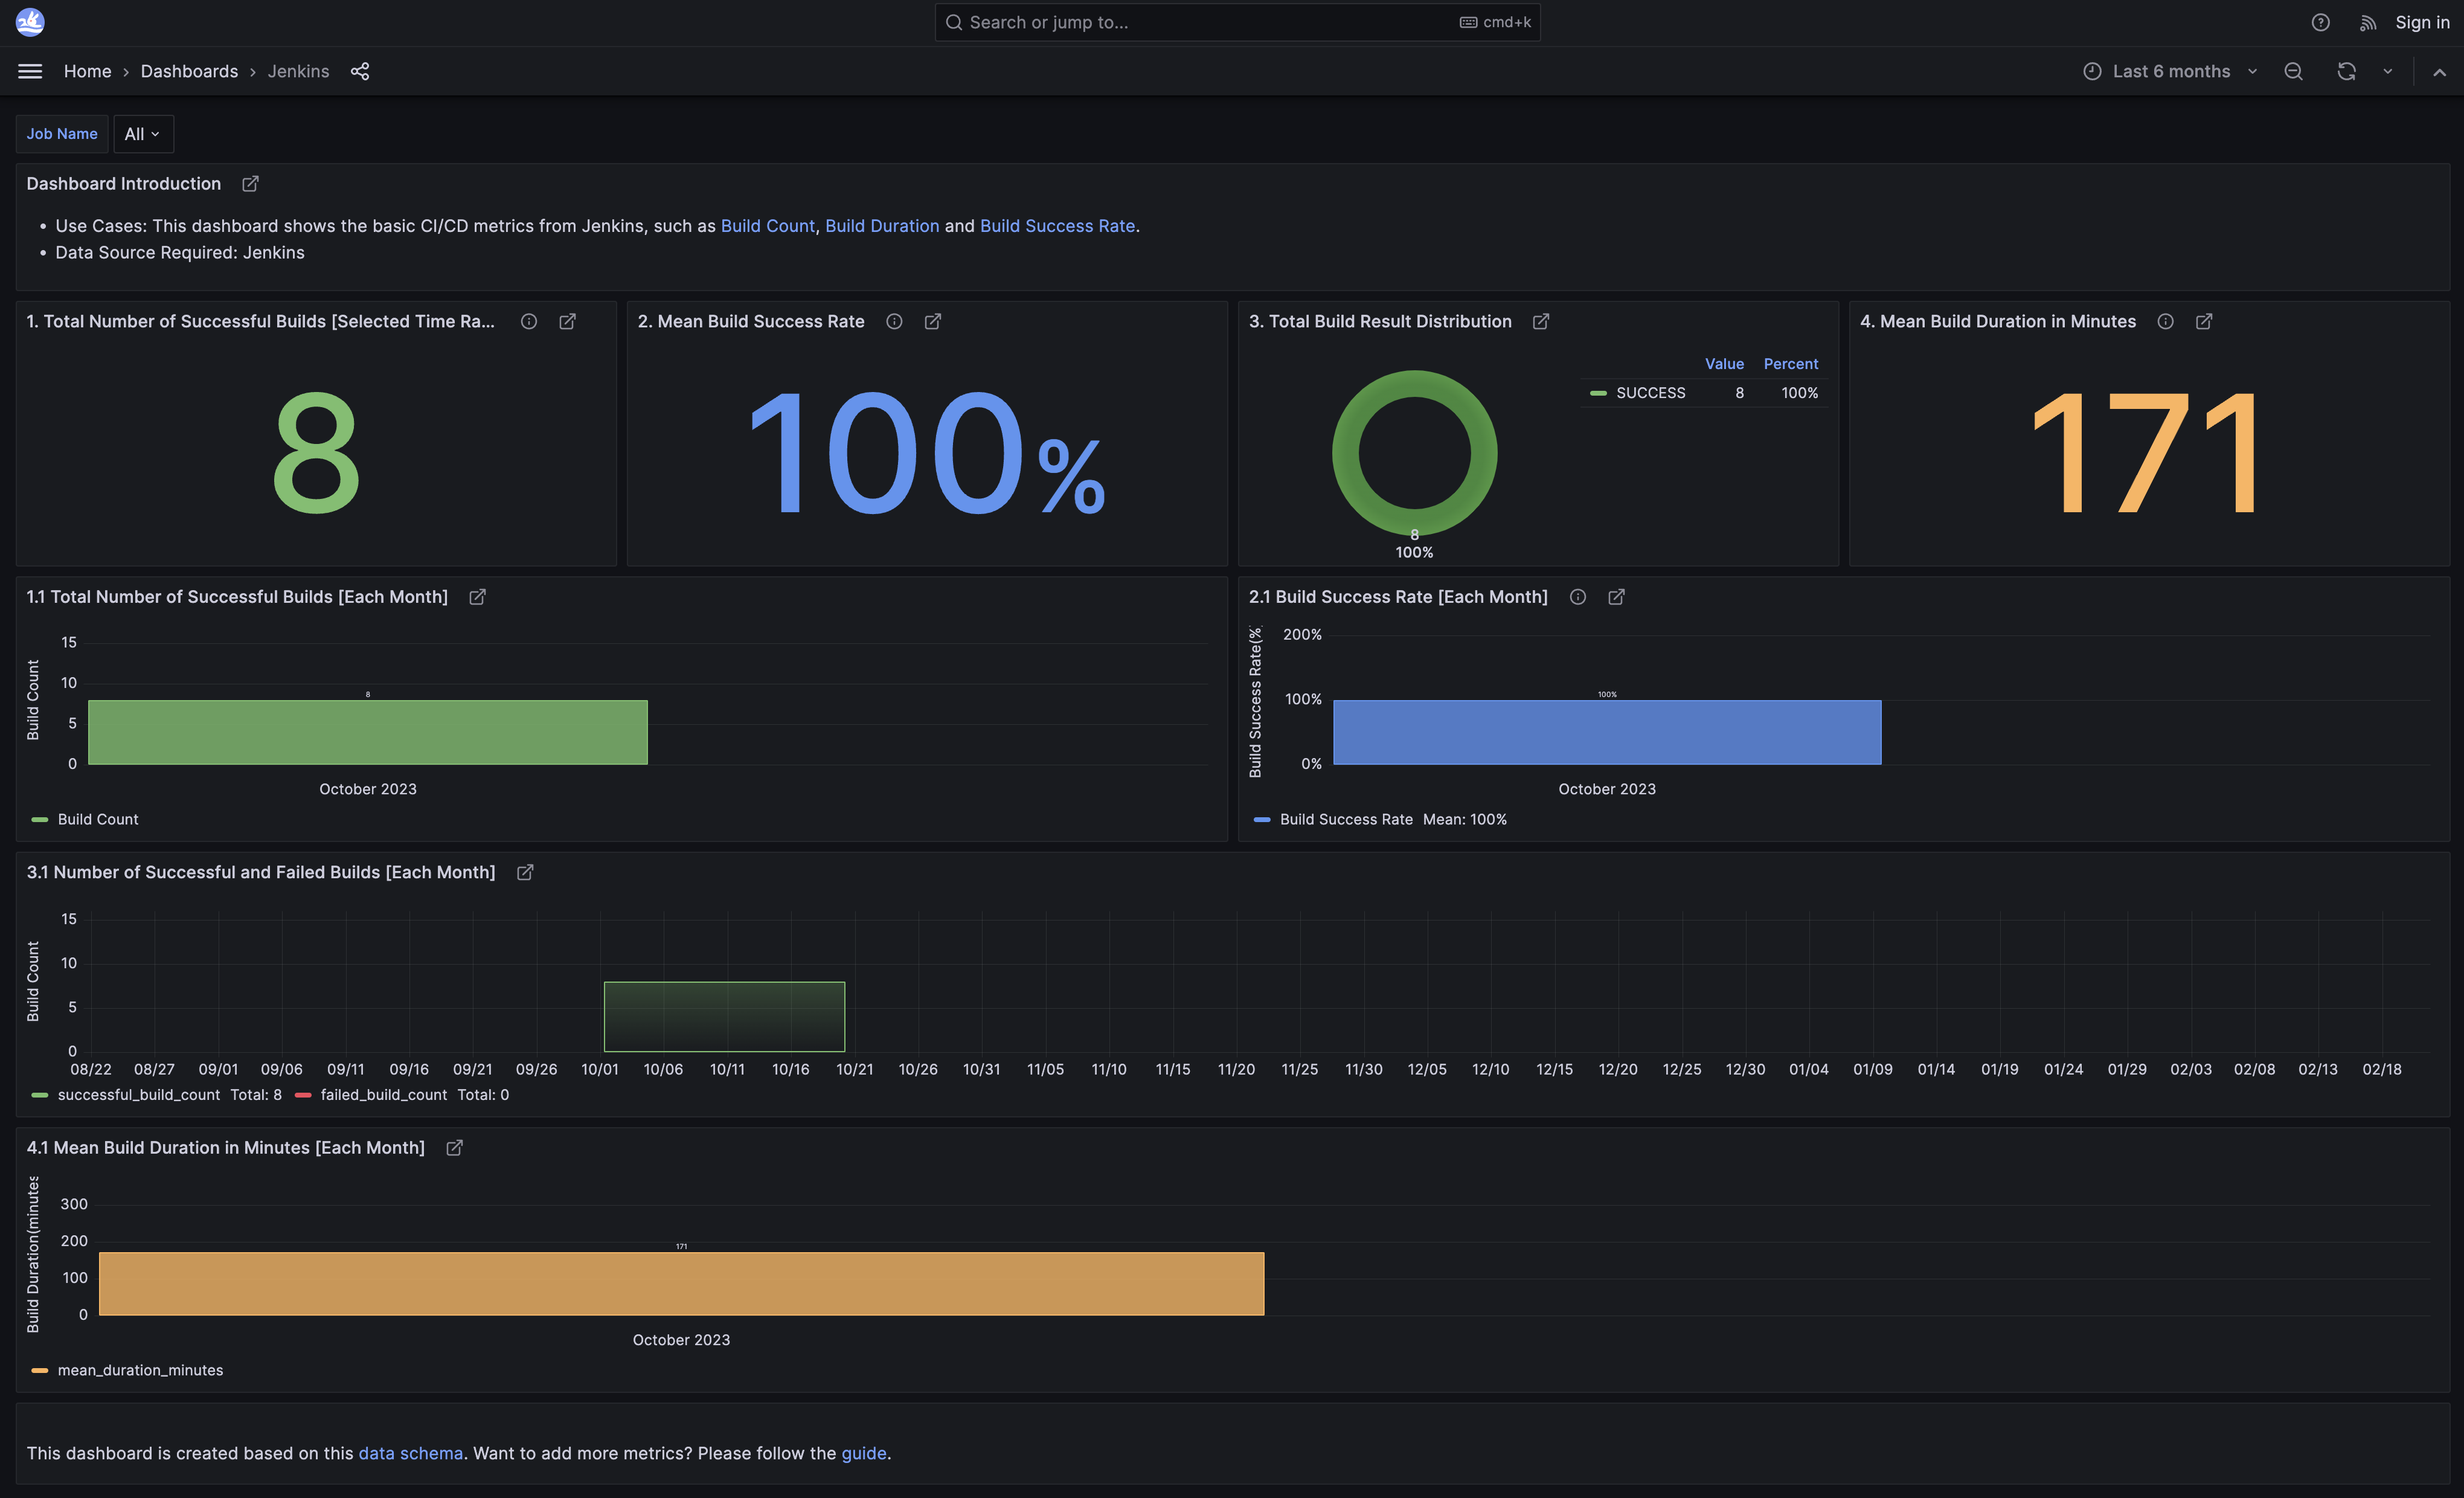 Search or jump to...
cmd+k
Sign in
Home › Dashboards › Jenkins
Last 6 months
Job Name
All
Dashboard Introduction
• Use Cases: This dashboard shows the basic CI/CD metrics from Jenkins, such as Build Count, Build Duration and Build Success Rate.
• Data Source Required: Jenkins
1. Total Number of Successful Builds [Selected Time Ra...
8
2. Mean Build Success Rate
100%
3. Total Build Result Distribution
Value Percent
SUCCESS 8 100%
8
100%
4. Mean Build Duration in Minutes
171
1.1 Total Number of Successful Builds [Each Month]
Build Count
15
10
5
0
8
October 2023
Build Count
2.1 Build Success Rate [Each Month]
Build Success Rate(%
200%
100%
0%
100%
October 2023
Build Success Rate Mean: 100%
3.1 Number of Successful and Failed Builds [Each Month]
Build Count
15
10
5
0
08/22 08/27 09/01 09/06 09/11 09/16 09/21 09/26 10/01 10/06 10/11 10/16 10/21 10/26 10/31 11/05 11/10 11/15 11/20 11/25 11/30 12/05 12/10 12/15 12/20 12/25 12/30 01/04 01/09 01/14 01/19 01/24 01/29 02/03 02/08 02/13 02/18
successful_build_count Total: 8 failed_build_count Total: 0
4.1 Mean Build Duration in Minutes [Each Month]
Build Duration(minutes
300
200
100
0
171
October 2023
mean_duration_minutes
This dashboard is created based on this data schema. Want to add more metrics? Please follow the guide.